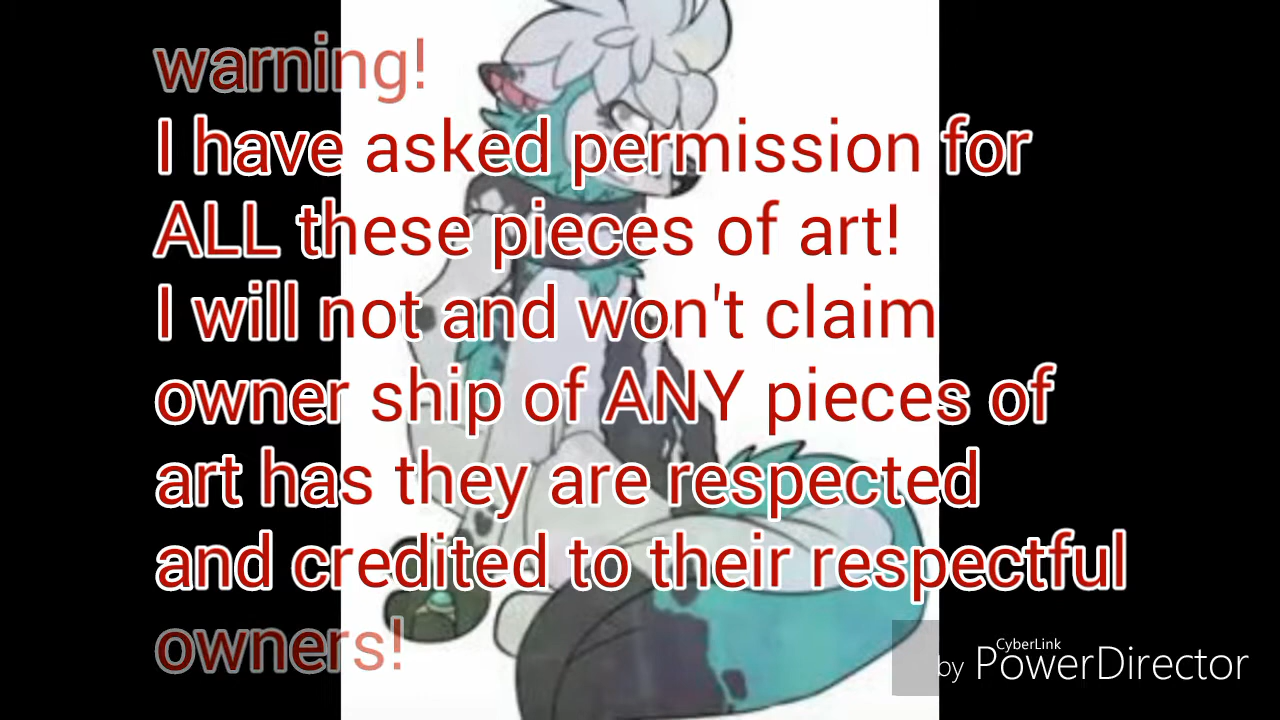 warning!
I have asked permission for
ALL these pieces of art!
I will not and won't claim
owner ship of ANY pieces of
art has they are respected
and credited to their respectful
owners!
CyberLink
by PowerDirector